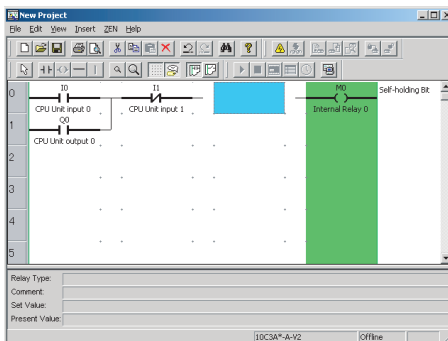 New Project
File Edit View Insert ZEN Help
0 I0 I1 M0 Self-holding Bit
CPU Unit input 0 CPU Unit input 1 Internal Relay 0
1 Q0
CPU Unit output 0
2
3
4
5
Relay Type:
Comment:
Set Value:
Present Value:
10C3A*-A-V2 Offline